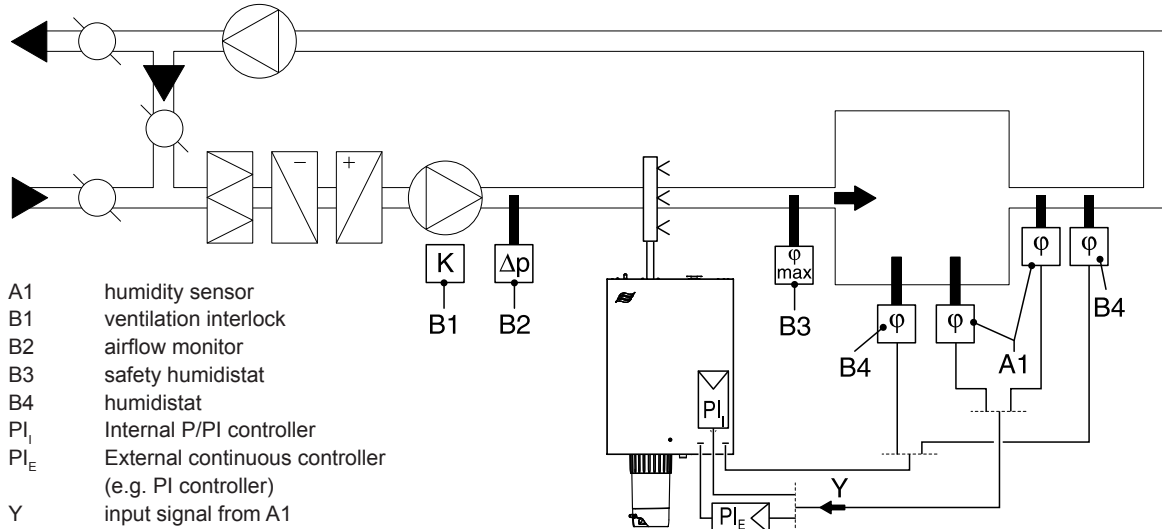 − +
K Δp φ max φ φ φ φ
B1 B2 B3 B4 A1 B4
A1 humidity sensor
B1 ventilation interlock
B2 airflow monitor
B3 safety humidistat
B4 humidistat
PI_I Internal P/PI controller
PI_E External continuous controller
(e.g. PI controller)
Y input signal from A1
PI_I
Y
PI_E